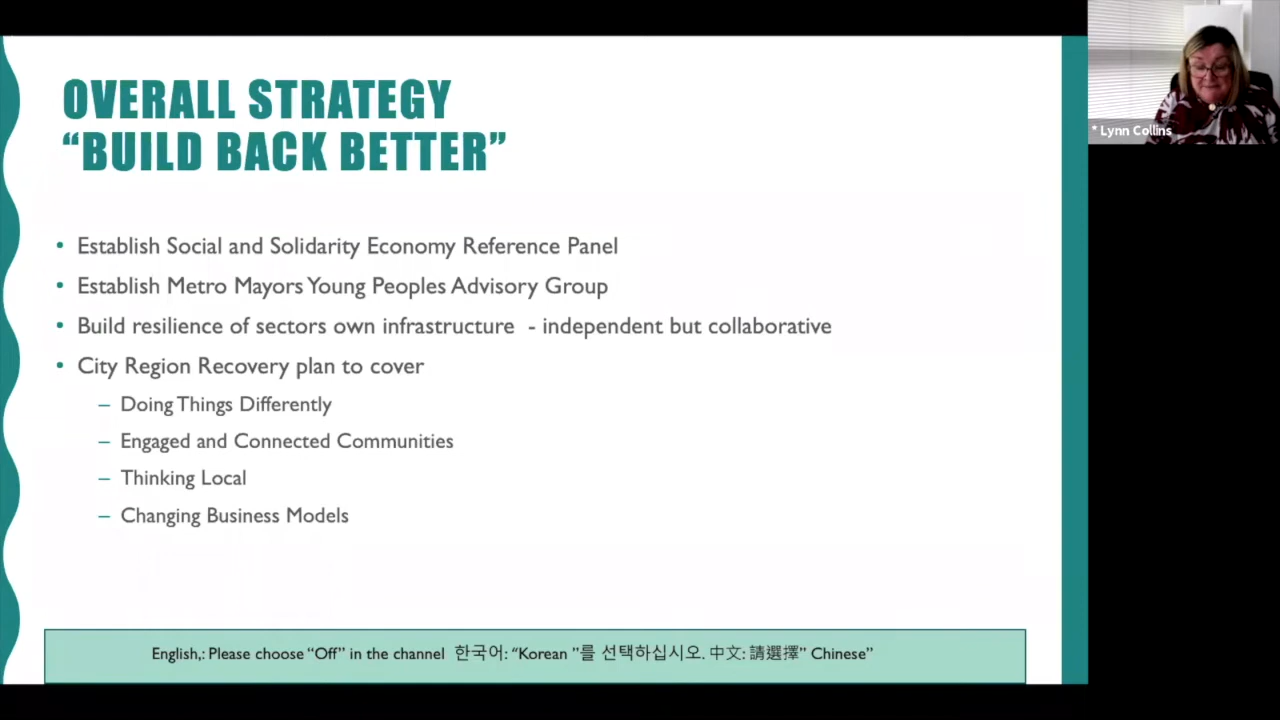 OVERALL STRATEGY
“BUILD BACK BETTER”
• Establish Social and Solidarity Economy Reference Panel
• Establish Metro Mayors Young Peoples Advisory Group
• Build resilience of sectors own infrastructure - independent but collaborative
• City Region Recovery plan to cover
– Doing Things Differently
– Engaged and Connected Communities
– Thinking Local
– Changing Business Models
English,: Please choose “Off” in the channel 한국어: “Korean ”를 선택하십시오. 中文: 請選擇” Chinese”
* Lynn Collins